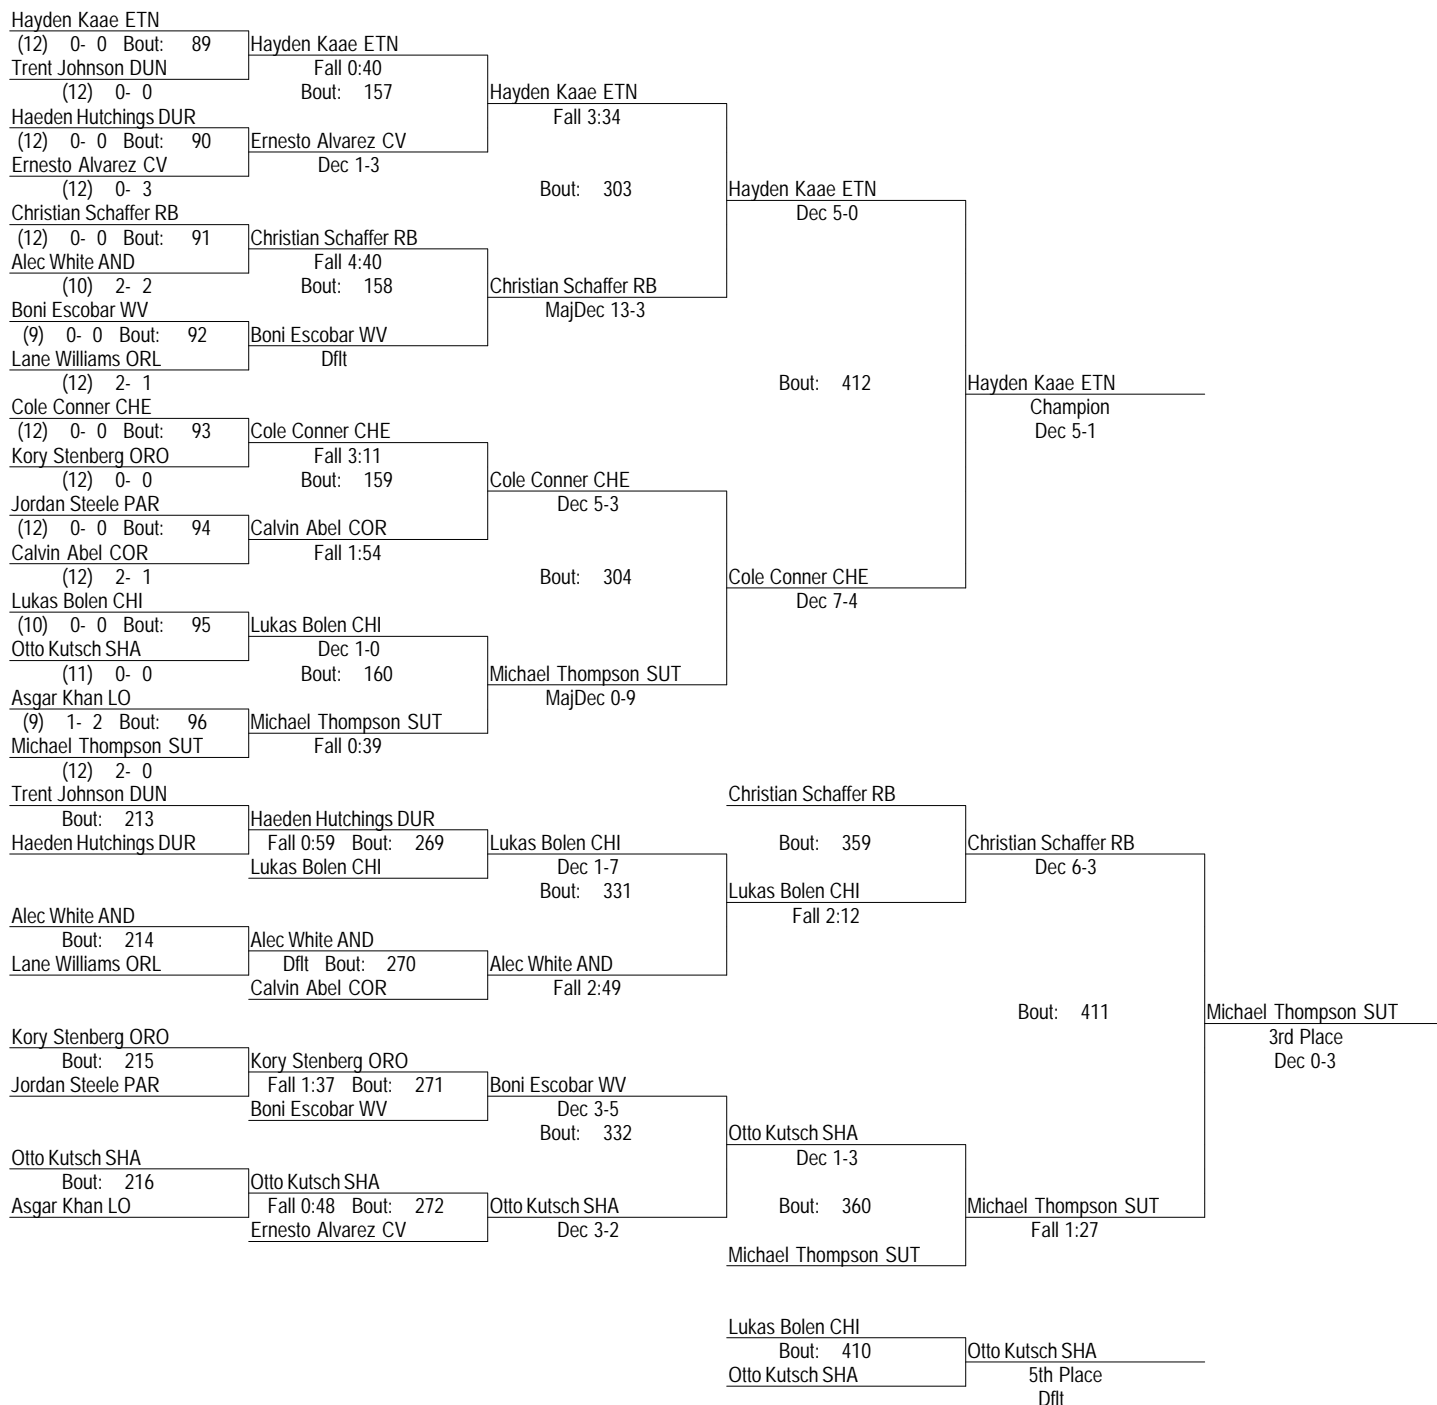 Hayden Kaae ETN
(12) 0- 0 Bout: 89 Hayden Kaae ETN
Trent Johnson DUN Fall 0:40
(12) 0- 0 Bout: 157 Hayden Kaae ETN
Haeden Hutchings DUR Fall 3:34
(12) 0- 0 Bout: 90 Ernesto Alvarez CV
Ernesto Alvarez CV Dec 1-3
(12) 0- 3 Bout: 303 Hayden Kaae ETN
Christian Schaffer RB Dec 5-0
(12) 0- 0 Bout: 91 Christian Schaffer RB
Alec White AND Fall 4:40
(10) 2- 2 Bout: 158 Christian Schaffer RB
Boni Escobar WV MajDec 13-3
(9) 0- 0 Bout: 92 Boni Escobar WV
Lane Williams ORL Dflt
(12) 2- 1 Bout: 412 Hayden Kaae ETN
Cole Conner CHE Champion
(12) 0- 0 Bout: 93 Cole Conner CHE Dec 5-1
Kory Stenberg ORO Fall 3:11
(12) 0- 0 Bout: 159 Cole Conner CHE
Jordan Steele PAR Dec 5-3
(12) 0- 0 Bout: 94 Calvin Abel COR
Calvin Abel COR Fall 1:54
(12) 2- 1 Bout: 304 Cole Conner CHE
Lukas Bolen CHI Dec 7-4
(10) 0- 0 Bout: 95 Lukas Bolen CHI
Otto Kutsch SHA Dec 1-0
(11) 0- 0 Bout: 160 Michael Thompson SUT
Asgar Khan LO MajDec 0-9
(9) 1- 2 Bout: 96 Michael Thompson SUT
Michael Thompson SUT Fall 0:39
(12) 2- 0
Trent Johnson DUN Christian Schaffer RB
Bout: 213 Haeden Hutchings DUR
Haeden Hutchings DUR Fall 0:59 Bout: 269 Lukas Bolen CHI Bout: 359 Christian Schaffer RB
Lukas Bolen CHI Dec 1-7 Dec 6-3
Bout: 331 Lukas Bolen CHI
Alec White AND Fall 2:12
Bout: 214 Alec White AND
Lane Williams ORL Dflt Bout: 270 Alec White AND
Calvin Abel COR Fall 2:49
Bout: 411 Michael Thompson SUT
Kory Stenberg ORO 3rd Place
Bout: 215 Kory Stenberg ORO Dec 0-3
Jordan Steele PAR Fall 1:37 Bout: 271 Boni Escobar WV
Boni Escobar WV Dec 3-5
Bout: 332 Otto Kutsch SHA
Otto Kutsch SHA Dec 1-3
Bout: 216 Otto Kutsch SHA
Asgar Khan LO Fall 0:48 Bout: 272 Otto Kutsch SHA Bout: 360 Michael Thompson SUT
Ernesto Alvarez CV Dec 3-2 Fall 1:27
Michael Thompson SUT
Lukas Bolen CHI
Bout: 410 Otto Kutsch SHA
Otto Kutsch SHA 5th Place
Dflt